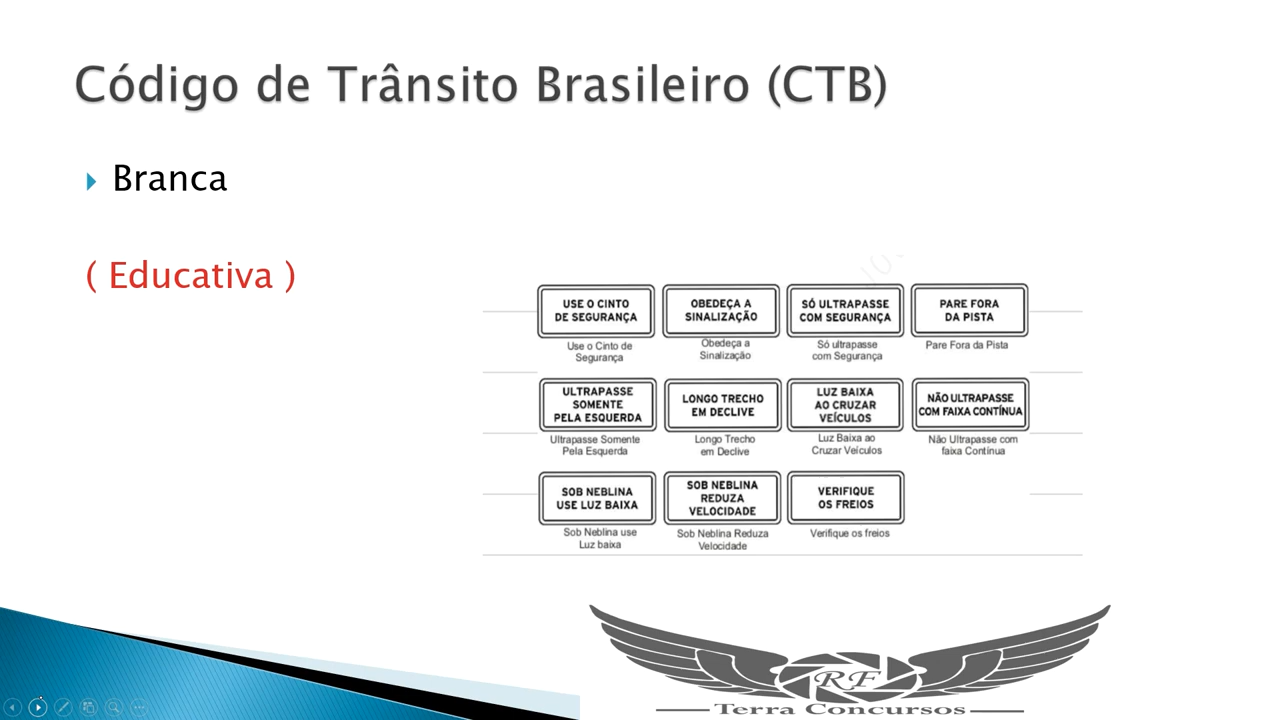 Código de Trânsito Brasileiro (CTB)
Branca
( Educativa )
USE O CINTO
DE SEGURANÇA
OBEDEÇA A
SINALIZAÇÃO
SÓ ULTRAPASSE
COM SEGURANÇA
PARE FORA
DA PISTA
Use o Cinto de
Segurança
Obedeça a
Sinalização
Só ultrapasse
com Segurança
Pare Fora da Pista
ULTRAPASSE
SOMENTE
PELA ESQUERDA
LONGO TRECHO
EM DECLIVE
LUZ BAIXA
AO CRUZAR
VEÍCULOS
NÃO ULTRAPASSE
COM FAIXA CONTÍNUA
Ultrapasse Somente
Pela Esquerda
Longo Trecho
em Declive
Luz Baixa ao
Cruzar Veículos
Não Ultrapasse com
faixa Contínua
SOB NEBLINA
USE LUZ BAIXA
SOB NEBLINA
REDUZA
VELOCIDADE
VERIFIQUE
OS FREIOS
Sob Neblina use
Luz baixa
Sob Neblina Reduza
Velocidade
Verifique os freios
RF
Terra Concursos